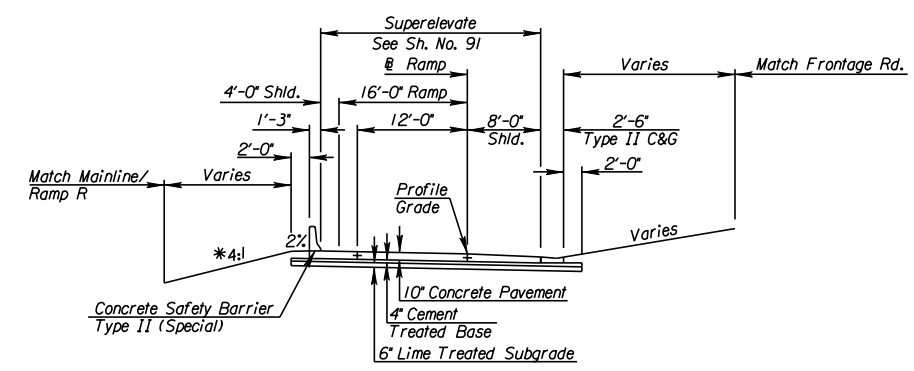 Superelevate
See Sh. No. 91
℄ Ramp
Varies
Match Frontage Rd.
4'-0" Shld.
16'-0" Ramp
1'-3"
12'-0"
8'-0"
Shld.
2'-6"
Type II C&G
2'-0"
2'-0"
Match Mainline/
Ramp R
Varies
Profile
Grade
Varies
2%
*4:1
10" Concrete Pavement
Concrete Safety Barrier
Type II (Special)
4" Cement
Treated Base
6" Lime Treated Subgrade